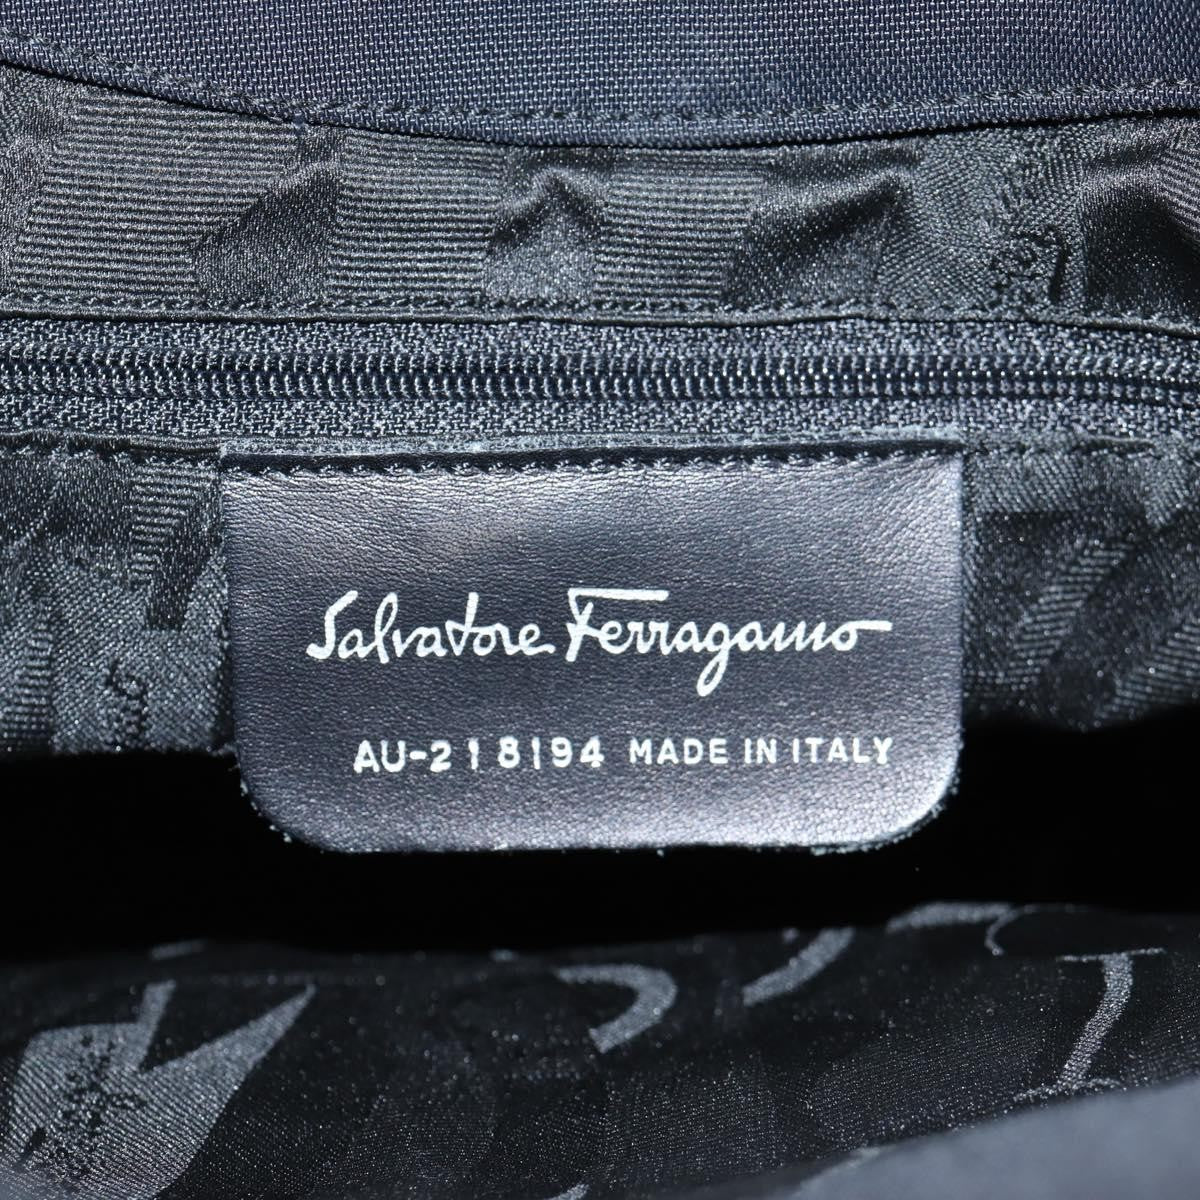 Salvatore Ferragamo
AU-218194 MADE IN ITALY